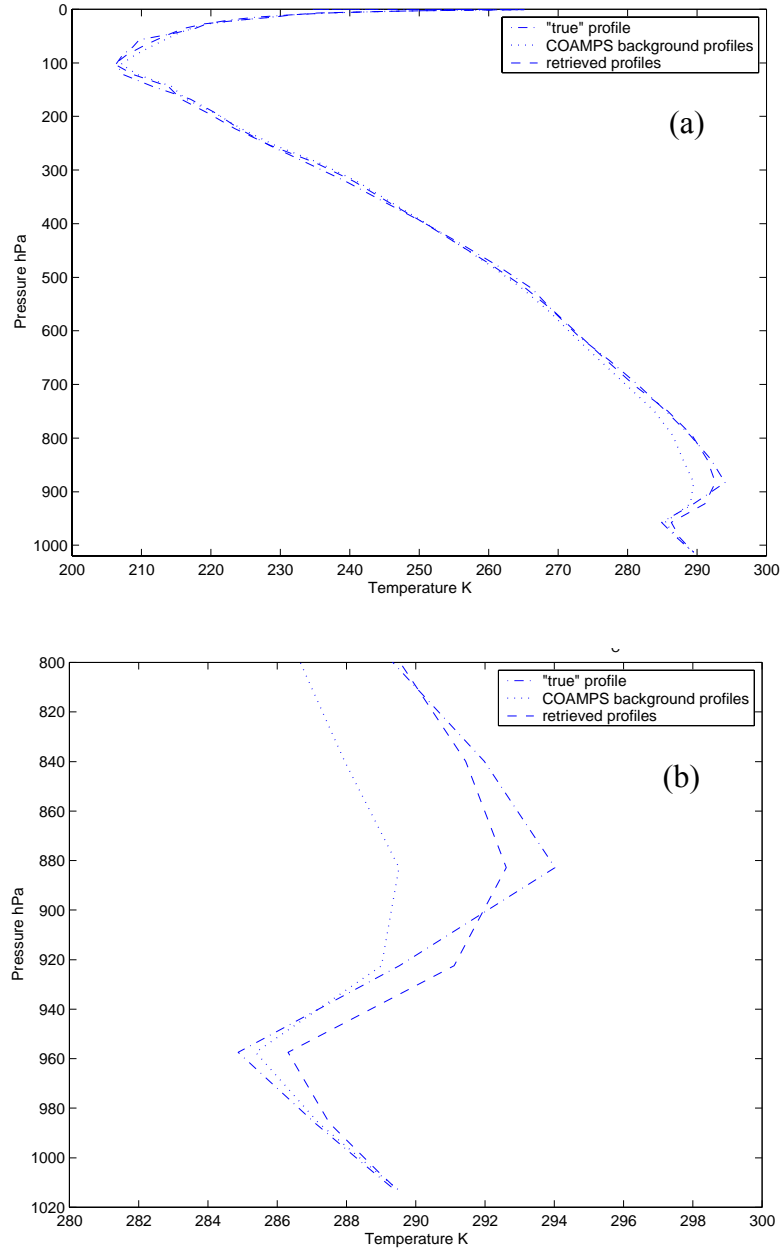 0
100
200
300
400
500
600
700
800
900
1000
Pressure hPa
"true" profile
COAMPS background profiles
retrieved profiles
(a)
200 210 220 230 240 250 260 265 270 280 290 300
Temperature K
800
820
840
860
880
900
920
940
960
980
1000
1020
Pressure hPa
"true" profile
COAMPS background profiles
retrieved profiles
(b)
280 282 284 286 288 290 292 294 296 298 300
Temperature K